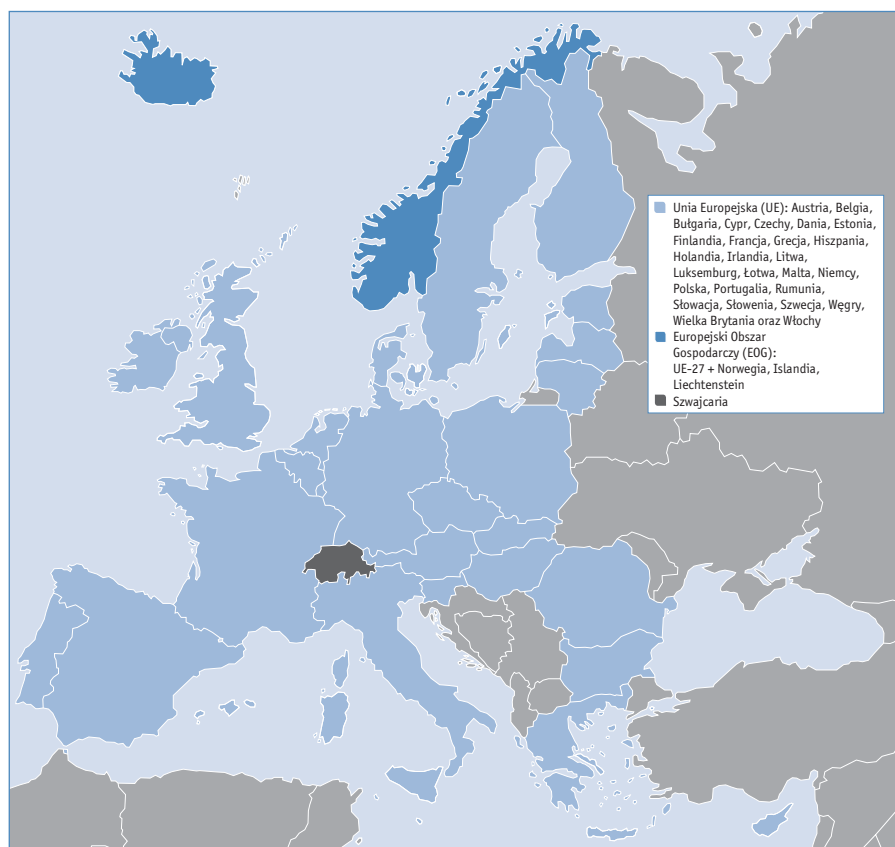 Unia Europejska (UE): Austria, Belgia,
Bułgaria, Cypr, Czechy, Dania, Estonia,
Finlandia, Francja, Grecja, Hiszpania,
Holandia, Irlandia, Litwa,
Luksemburg, Łotwa, Malta, Niemcy,
Polska, Portugalia, Rumunia,
Słowacja, Słowenia, Szwecja, Węgry,
Wielka Brytania oraz Włochy
Europejski Obszar
Gospodarczy (EOG):
UE-27 + Norwegia, Islandia,
Liechtenstein
Szwajcaria